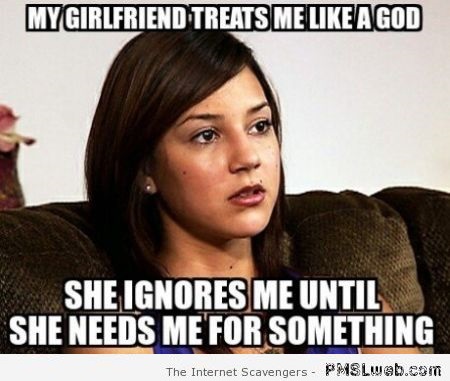 MY GIRLFRIEND TREATS ME LIKE A GOD
SHE IGNORES ME UNTIL
SHE NEEDS ME FOR SOMETHING
The Internet Scavengers - PMSLweb.com